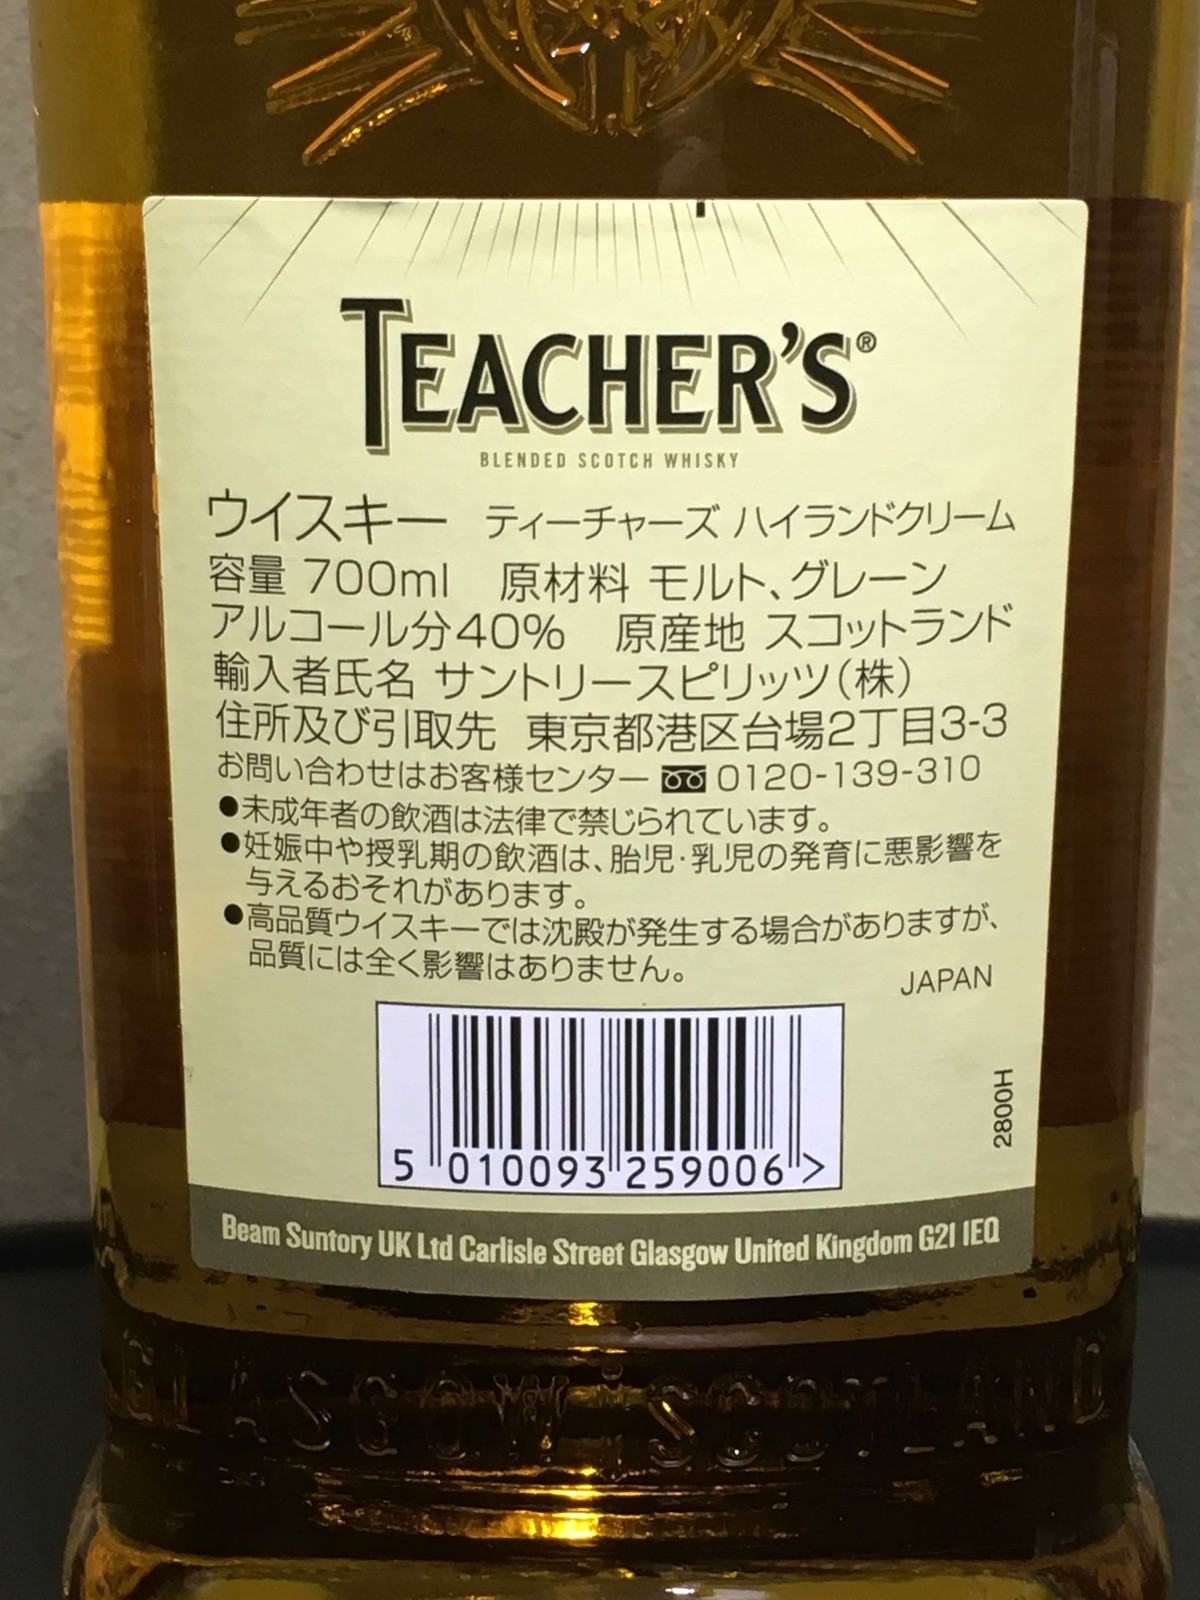 TEACHER'S®
BLENDED SCOTCH WHISKY
ウイスキー ティーチャーズ ハイランドクリーム
容量 700ml 原材料 モルト、グレーン
アルコール分40% 原産地 スコットランド
輸入者氏名 サントリースピリッツ(株)
住所及び引取先 東京都港区台場2丁目3-3
お問い合わせはお客様センター 0120-139-310
●未成年者の飲酒は法律で禁じられています。
●妊娠中や授乳期の飲酒は、胎児・乳児の発育に悪影響を
与えるおそれがあります。
●高品質ウイスキーでは沈殿が発生する場合がありますが、
品質には全く影響はありません。
JAPAN
2800H
5 010093 259006 >
Beam Suntory UK Ltd Carlisle Street Glasgow United Kingdom G21 1EQ
GLASGOW SCOTLAND